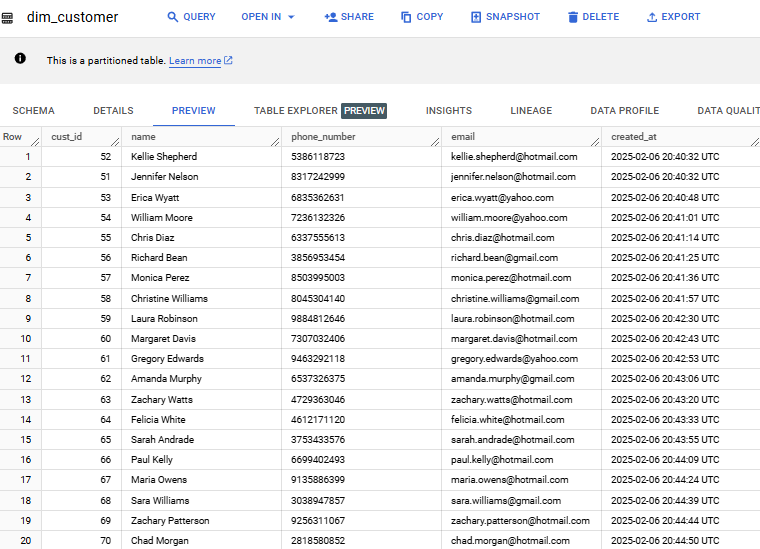 dim_customer QUERY OPEN IN SHARE COPY SNAPSHOT DELETE EXPORT
This is a partitioned table. Learn more
SCHEMA DETAILS PREVIEW TABLE EXPLORER PREVIEW INSIGHTS LINEAGE DATA PROFILE DATA QUALIT
Row cust_id name phone_number email created_at
1 52 Kellie Shepherd 5386118723 kellie.shepherd@hotmail.com 2025-02-06 20:40:32 UTC
2 51 Jennifer Nelson 8317242999 jennifer.nelson@hotmail.com 2025-02-06 20:40:32 UTC
3 53 Erica Wyatt 6835362631 erica.wyatt@yahoo.com 2025-02-06 20:40:48 UTC
4 54 William Moore 7236132326 william.moore@yahoo.com 2025-02-06 20:41:01 UTC
5 55 Chris Diaz 6337555613 chris.diaz@hotmail.com 2025-02-06 20:41:14 UTC
6 56 Richard Bean 3856953454 richard.bean@gmail.com 2025-02-06 20:41:25 UTC
7 57 Monica Perez 8503995003 monica.perez@hotmail.com 2025-02-06 20:41:36 UTC
8 58 Christine Williams 8045304140 christine.williams@gmail.com 2025-02-06 20:41:57 UTC
9 59 Laura Robinson 9884812646 laura.robinson@hotmail.com 2025-02-06 20:42:30 UTC
10 60 Margaret Davis 7307032406 margaret.davis@hotmail.com 2025-02-06 20:42:43 UTC
11 61 Gregory Edwards 9463292118 gregory.edwards@yahoo.com 2025-02-06 20:42:53 UTC
12 62 Amanda Murphy 6537326375 amanda.murphy@gmail.com 2025-02-06 20:43:06 UTC
13 63 Zachary Watts 4729363046 zachary.watts@hotmail.com 2025-02-06 20:43:20 UTC
14 64 Felicia White 4612171120 felicia.white@hotmail.com 2025-02-06 20:43:33 UTC
15 65 Sarah Andrade 3753433576 sarah.andrade@hotmail.com 2025-02-06 20:43:55 UTC
16 66 Paul Kelly 6699402493 paul.kelly@hotmail.com 2025-02-06 20:44:09 UTC
17 67 Maria Owens 9135886399 maria.owens@hotmail.com 2025-02-06 20:44:24 UTC
18 68 Sara Williams 3038947857 sara.williams@gmail.com 2025-02-06 20:44:39 UTC
19 69 Zachary Patterson 9256311067 zachary.patterson@hotmail.com 2025-02-06 20:44:44 UTC
20 70 Chad Morgan 2818580852 chad.morgan@hotmail.com 2025-02-06 20:44:50 UTC